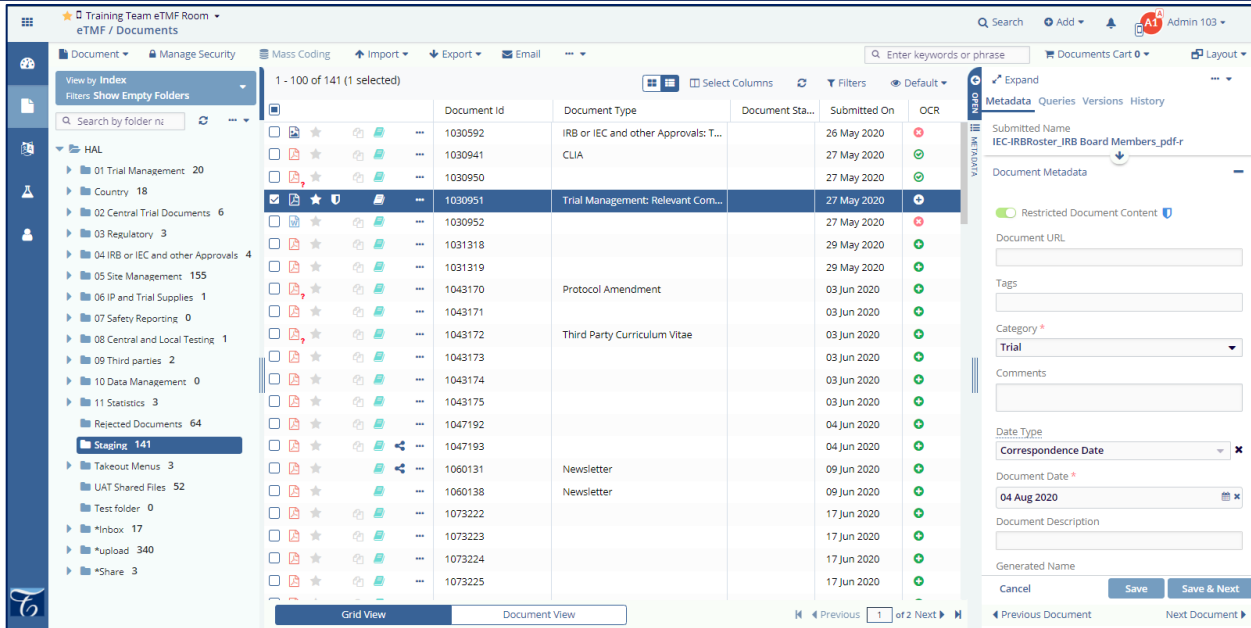 Training Team eTMF Room
eTMF / Documents
Search
Add
A
A1
Admin 103
Document
Manage Security
Mass Coding
Import
Export
Email
Enter keywords or phrase
Documents Cart 0
Layout
View by Index
Filters Show Empty Folders
Search by folder na
HAL
01 Trial Management 20
Country 18
02 Central Trial Documents 6
03 Regulatory 3
04 IRB or IEC and other Approvals 4
05 Site Management 155
06 IP and Trial Supplies 1
07 Safety Reporting 0
08 Central and Local Testing 1
09 Third parties 2
10 Data Management 0
11 Statistics 3
Rejected Documents 64
Staging 141
Takeout Menus 3
UAT Shared Files 52
Test folder 0
*Inbox 17
*upload 340
*Share 3
1 - 100 of 141 (1 selected)
Select Columns
Filters
Default
Document Id Document Type Document Sta... Submitted On OCR
1030592 IRB or IEC and other Approvals: T... 26 May 2020
1030941 CLIA 27 May 2020
1030950 27 May 2020
1030951 Trial Management: Relevant Com... 27 May 2020
1030952 27 May 2020
1031318 29 May 2020
1031319 29 May 2020
1043170 Protocol Amendment 03 Jun 2020
1043171 03 Jun 2020
1043172 Third Party Curriculum Vitae 03 Jun 2020
1043173 03 Jun 2020
1043174 03 Jun 2020
1043175 03 Jun 2020
1047192 04 Jun 2020
1047193 04 Jun 2020
1060131 Newsletter 09 Jun 2020
1060138 Newsletter 09 Jun 2020
1073222 17 Jun 2020
1073223 17 Jun 2020
1073224 17 Jun 2020
1073225 17 Jun 2020
Grid View
Document View
Previous 1 of 2 Next
OPEN
METADATA
Expand
Metadata Queries Versions History
Submitted Name
IEC-IRBRoster_IRB Board Members_pdf-r
Document Metadata
Restricted Document Content
Document URL
Tags
Category *
Trial
Comments
Date Type
Correspondence Date
Document Date *
04 Aug 2020
Document Description
Generated Name
Cancel
Save
Save & Next
Previous Document
Next Document